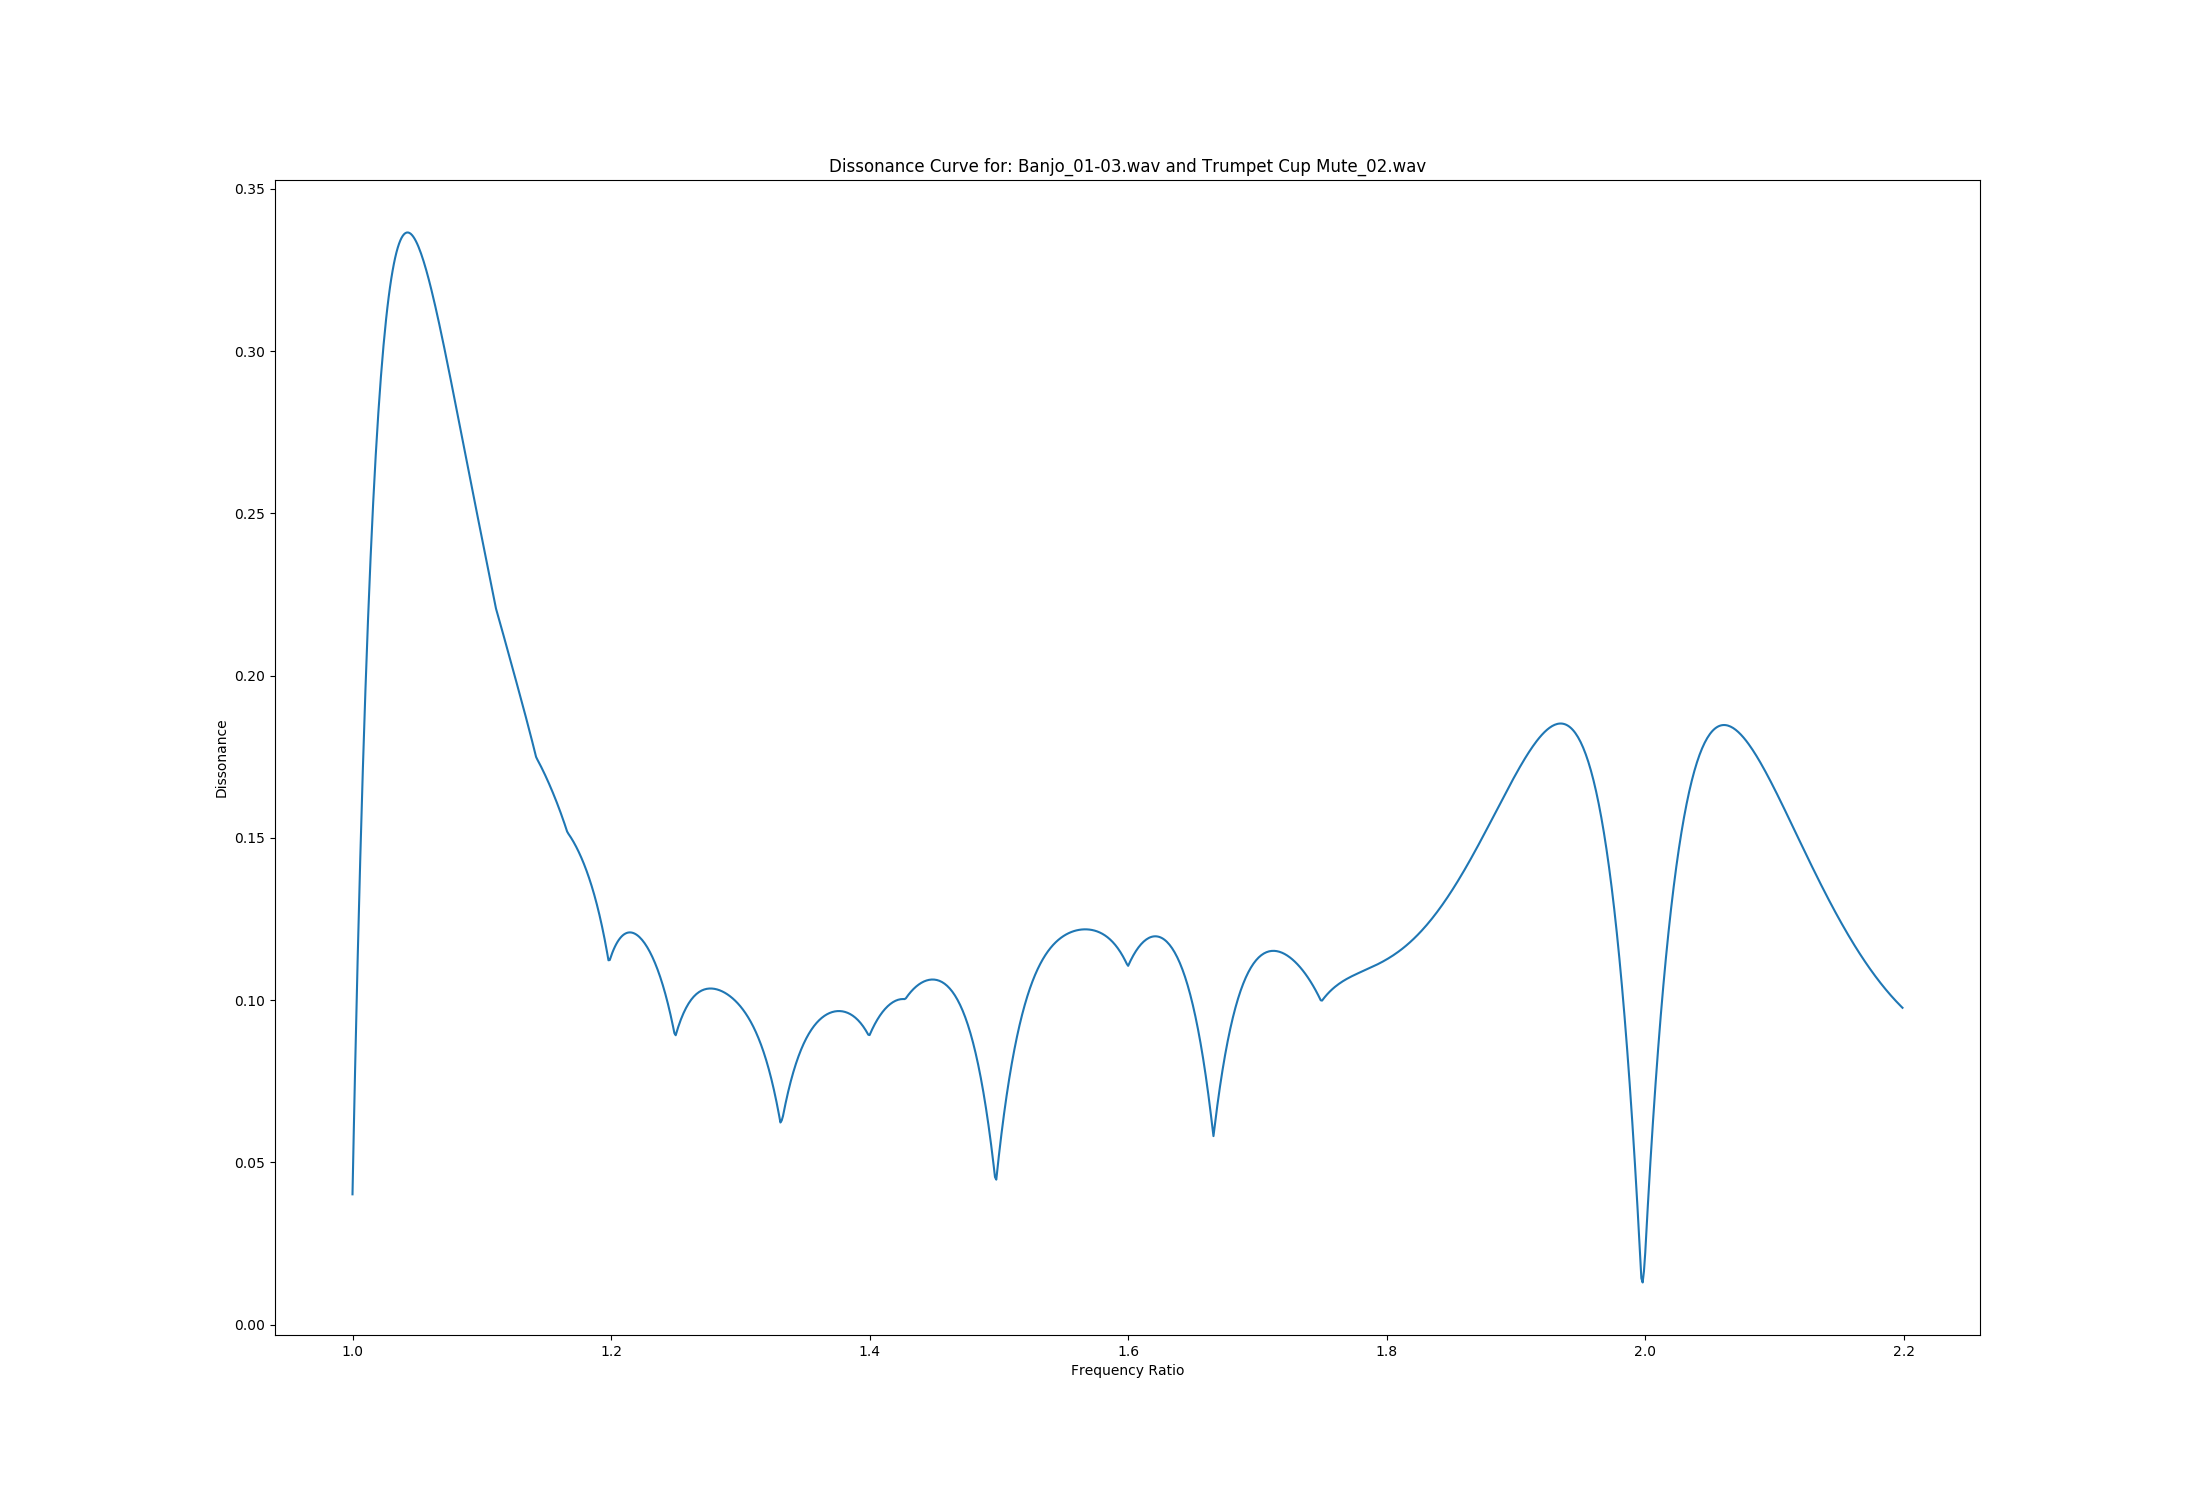 Dissonance Curve for: Banjo_01-03.wav and Trumpet Cup Mute_02.wav
0.35
0.30
0.25
0.20
0.15
0.10
0.05
0.00
Dissonance
1.0 1.2 1.4 1.6 1.8 2.0 2.2
Frequency Ratio